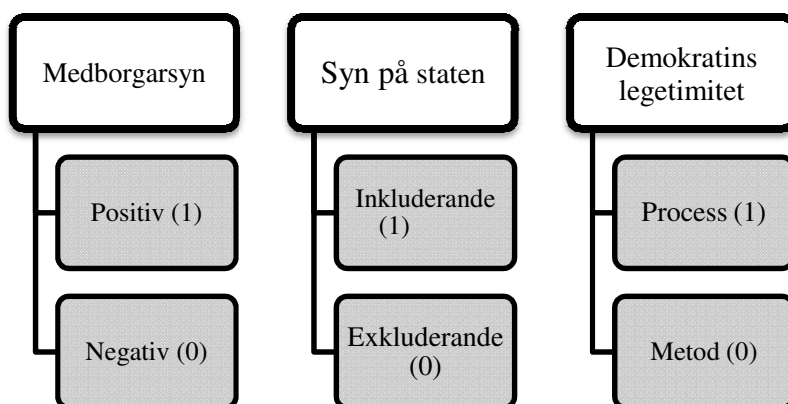 Medborgarsyn
Positiv (1)
Negativ (0)
Syn på staten
Inkluderande
(1)
Exkluderande
(0)
Demokratins
legetimitet
Process (1)
Metod (0)